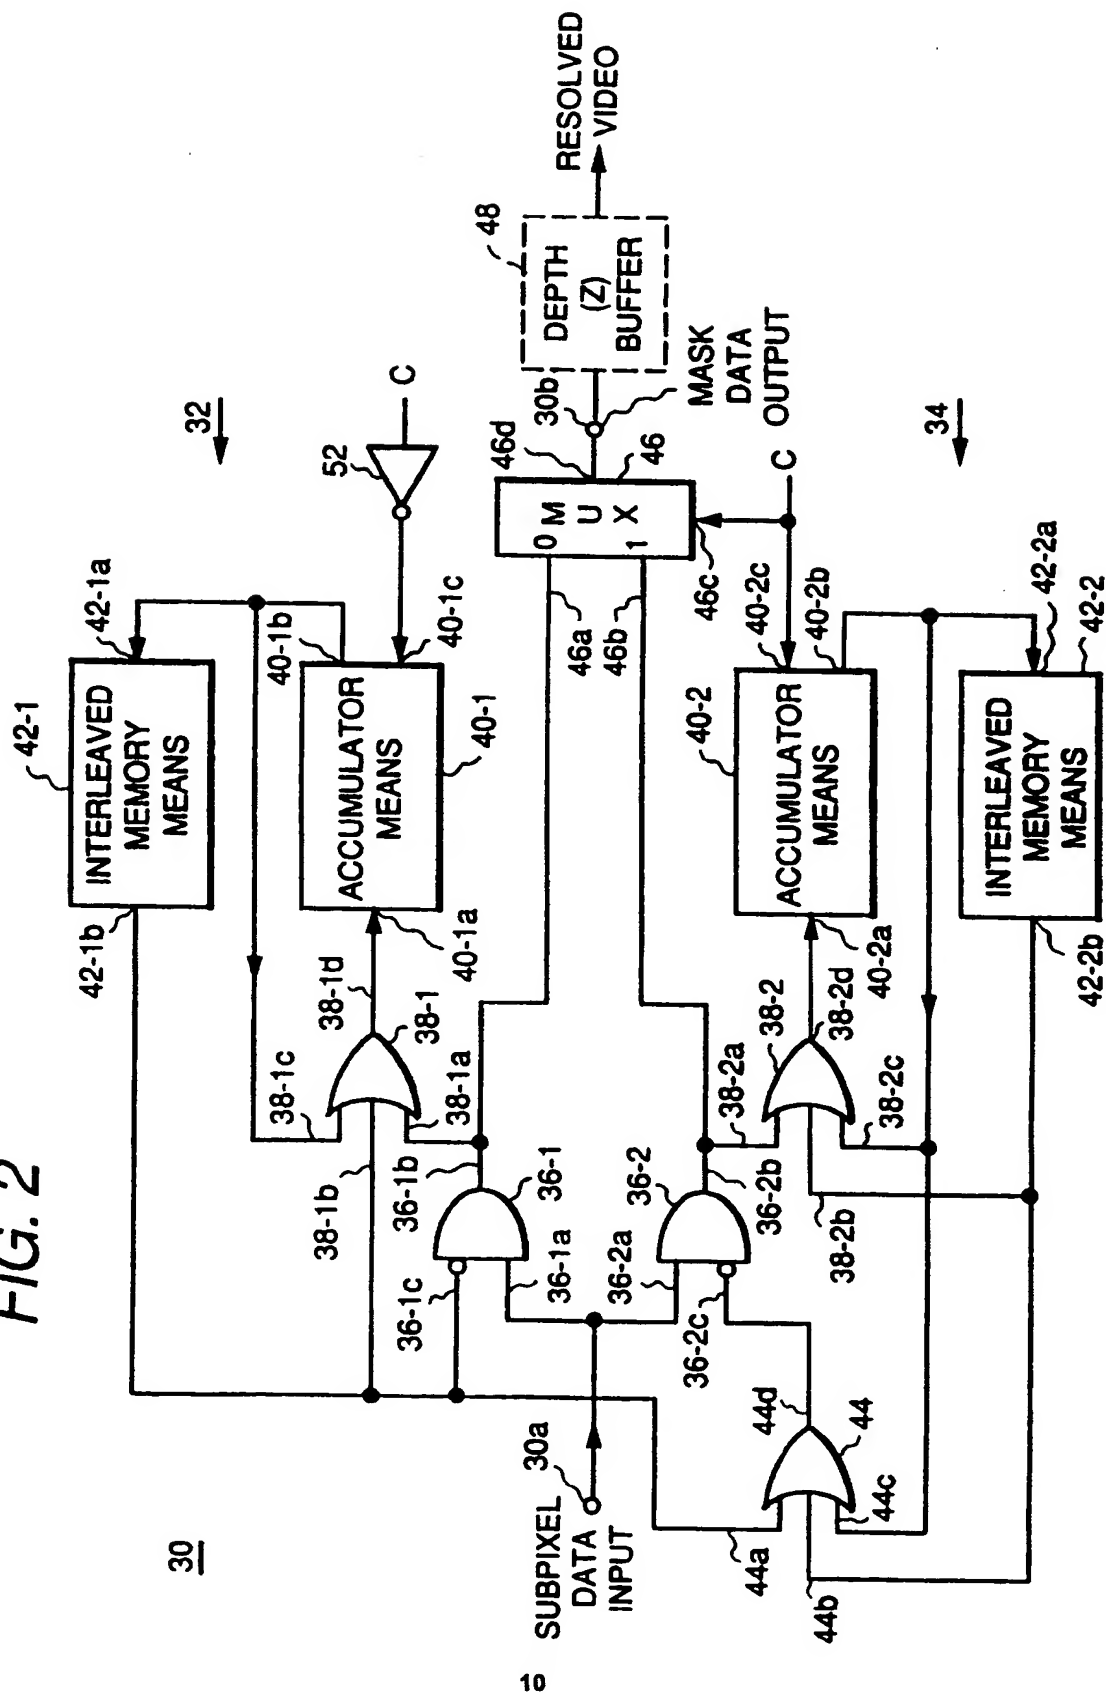 FIG. 2
30
32
34
42-1
INTERLEAVED
MEMORY
MEANS
42-1a
42-1b
40-1b
40-1c
ACCUMULATOR
MEANS
40-1
40-1a
52
C
38-1c
38-1d
38-1
38-1a
38-1b
36-1b
36-1
36-1a
36-1c
46a
46b
0
1
MUX
46
46c
46d
30b
48
DEPTH
(Z)
BUFFER
RESOLVED
VIDEO
MASK
DATA
OUTPUT
C
SUBPIXEL
DATA
INPUT
30a
36-2a
36-2
36-2b
36-2c
38-2a
38-2
38-2d
38-2c
38-2b
40-2
40-2c
40-2b
ACCUMULATOR
MEANS
40-2a
INTERLEAVED
MEMORY
MEANS
42-2a
42-2
42-2b
44a
44b
44c
44d
44
10